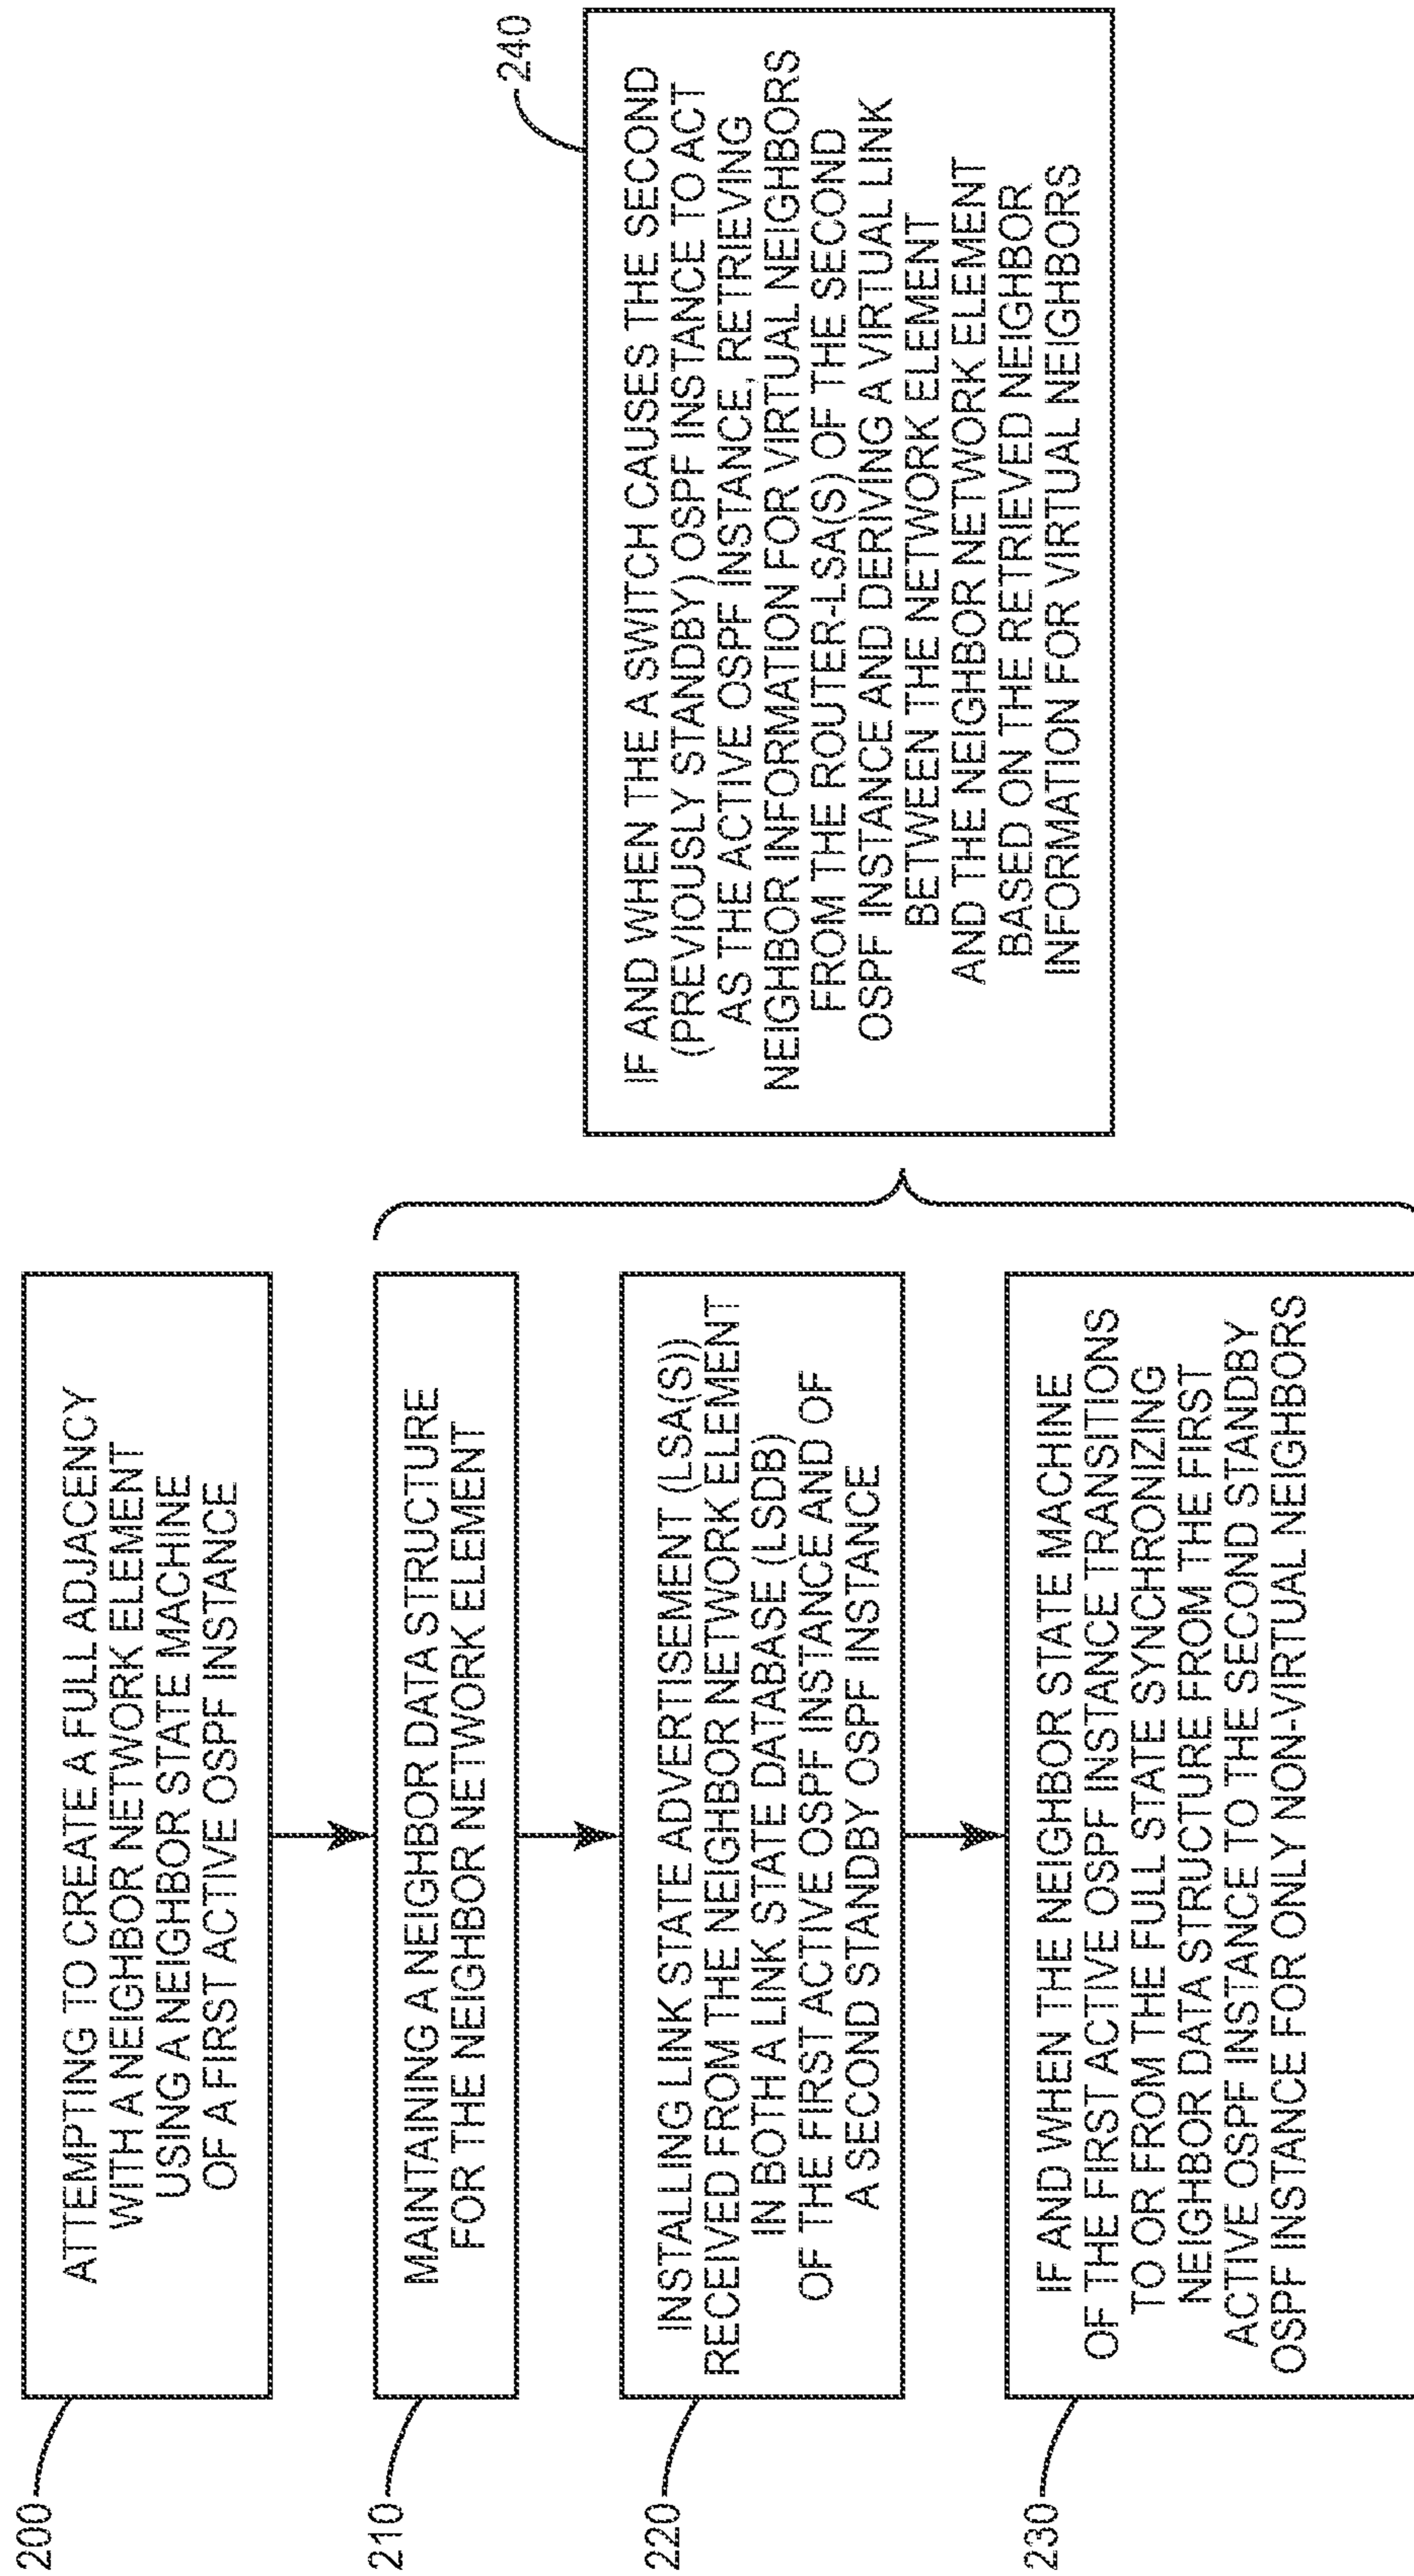 200
ATTEMPTING TO CREATE A FULL ADJACENCY
WITH A NEIGHBOR NETWORK ELEMENT
USING A NEIGHBOR STATE MACHINE
OF A FIRST ACTIVE OSPF INSTANCE
210
MAINTAINING A NEIGHBOR DATA STRUCTURE
FOR THE NEIGHBOR NETWORK ELEMENT
220
INSTALLING LINK STATE ADVERTISEMENT (LSA(S))
RECEIVED FROM THE NEIGHBOR NETWORK ELEMENT
IN BOTH A LINK STATE DATABASE (LSDB)
OF THE FIRST ACTIVE OSPF INSTANCE AND OF
A SECOND STANDBY OSPF INSTANCE
230
IF AND WHEN THE NEIGHBOR STATE MACHINE
OF THE FIRST ACTIVE OSPF INSTANCE TRANSITIONS
TO OR FROM THE FULL STATE SYNCHRONIZING
NEIGHBOR DATA STRUCTURE FROM THE FIRST
ACTIVE OSPF INSTANCE TO THE SECOND STANDBY
OSPF INSTANCE FOR ONLY NON-VIRTUAL NEIGHBORS
240
IF AND WHEN THE A SWITCH CAUSES THE SECOND
(PREVIOUSLY STANDBY) OSPF INSTANCE TO ACT
AS THE ACTIVE OSPF INSTANCE, RETRIEVING
NEIGHBOR INFORMATION FOR VIRTUAL NEIGHBORS
FROM THE ROUTER-LSA(S) OF THE SECOND
OSPF INSTANCE AND DERIVING A VIRTUAL LINK
BETWEEN THE NETWORK ELEMENT
AND THE NEIGHBOR NETWORK ELEMENT
BASED ON THE RETRIEVED NEIGHBOR
INFORMATION FOR VIRTUAL NEIGHBORS